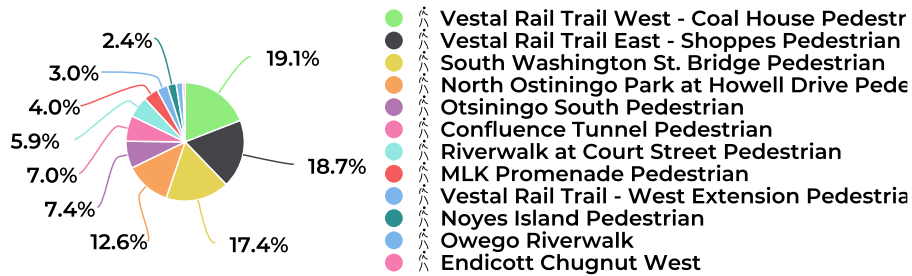 2.4%
3.0%
4.0%
5.9%
7.0%
7.4%
12.6%
19.1%
18.7%
17.4%
Vestal Rail Trail West - Coal House Pedestr
Vestal Rail Trail East - Shoppes Pedestrian
South Washington St. Bridge Pedestrian
North Ostiningo Park at Howell Drive Pede
Otsiningo South Pedestrian
Confluence Tunnel Pedestrian
Riverwalk at Court Street Pedestrian
MLK Promenade Pedestrian
Vestal Rail Trail - West Extension Pedestria
Noyes Island Pedestrian
Owego Riverwalk
Endicott Chugnut West